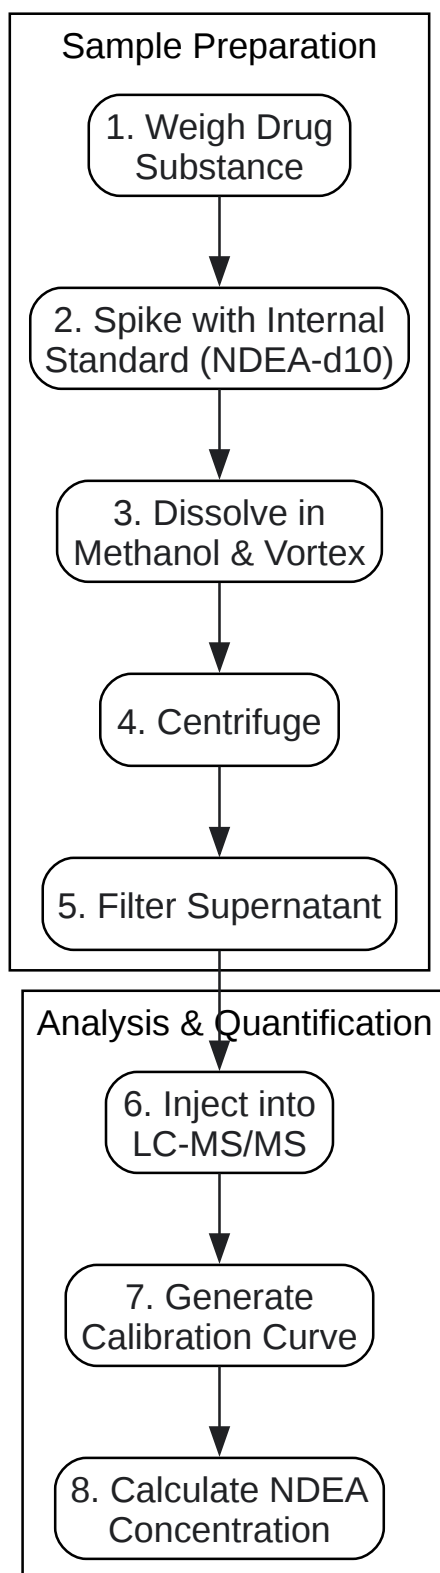 Sample Preparation
1. Weigh Drug
Substance
2. Spike with Internal
Standard (NDEA-d10)
3. Dissolve in
Methanol & Vortex
4. Centrifuge
5. Filter Supernatant
Analysis & Quantification
6. Inject into
LC-MS/MS
7. Generate
Calibration Curve
8. Calculate NDEA
Concentration